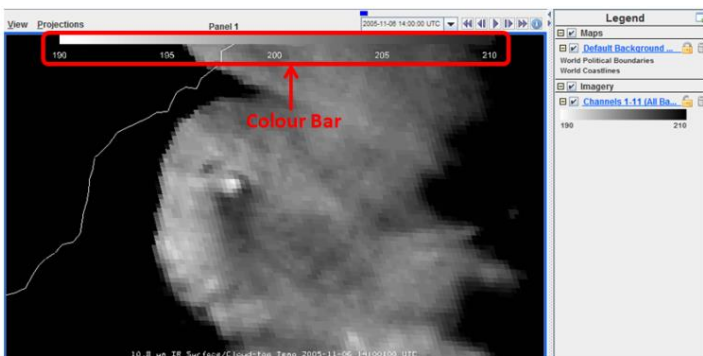 View Projections Panel 1 2005-11-06 14:00:00 UTC
190 195 200 205 210
Colour Bar
10.8 um IR Surface/Cloud-top Temp 2005-11-06 14:00:00 UTC
Legend
Maps
Default Background ...
World Political Boundaries
World Coastlines
Imagery
Channels 1-11 (All Ba...
190 210